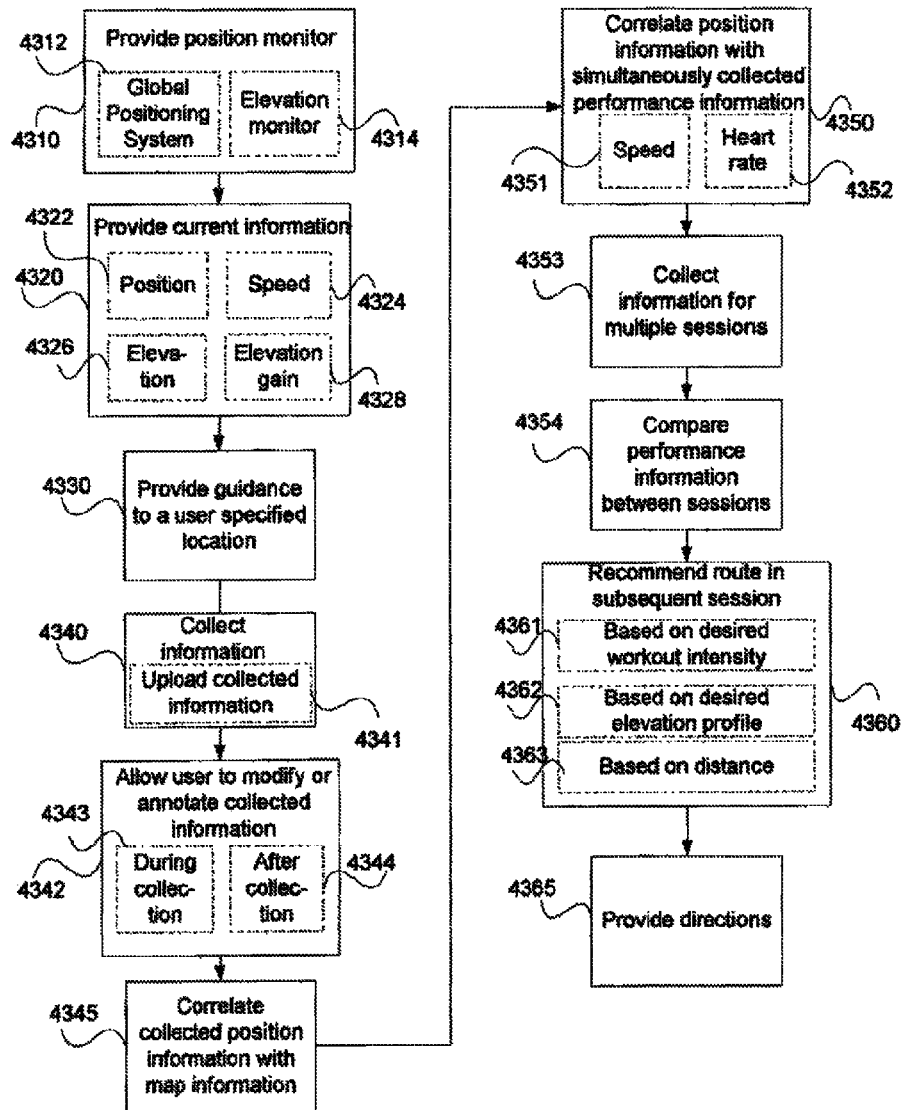 4312
Provide position monitor
Global
Positioning
System
Elevation
monitor
4310
4314
4322
Provide current information
4320
Position
Speed
4324
4326
Eleva-
tion
Elevation
gain
4328
4330
Provide guidance
to a user specified
location
4340
Collect
information
Upload collected
information
4341
Allow user to modify or
annotate collected
information
4343
4342
During
collec-
tion
After
collec-
tion
4344
4345
Correlate
collected position
information with
map information
Correlate position
information with
simultaneously collected
performance information
4350
4351
Speed
Heart
rate
4352
4353
Collect
information for
multiple sessions
4354
Compare
performance
information
between sessions
Recommend route in
subsequent session
4361
Based on desired
workout intensity
4362
Based on desired
elevation profile
4360
4363
Based on distance
4365
Provide directions